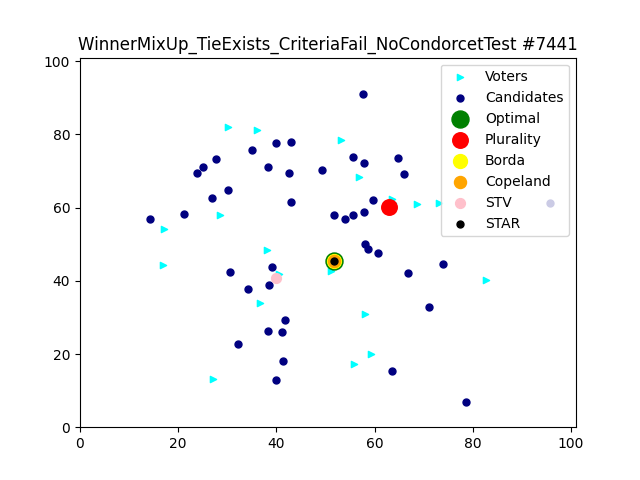 WinnerMixUp_TieExists_CriteriaFail_NoCondorcetTest #7441
100
80
60
40
20
0
0 20 40 60 80 100
Voters
Candidates
Optimal
Plurality
Borda
Copeland
STV
STAR